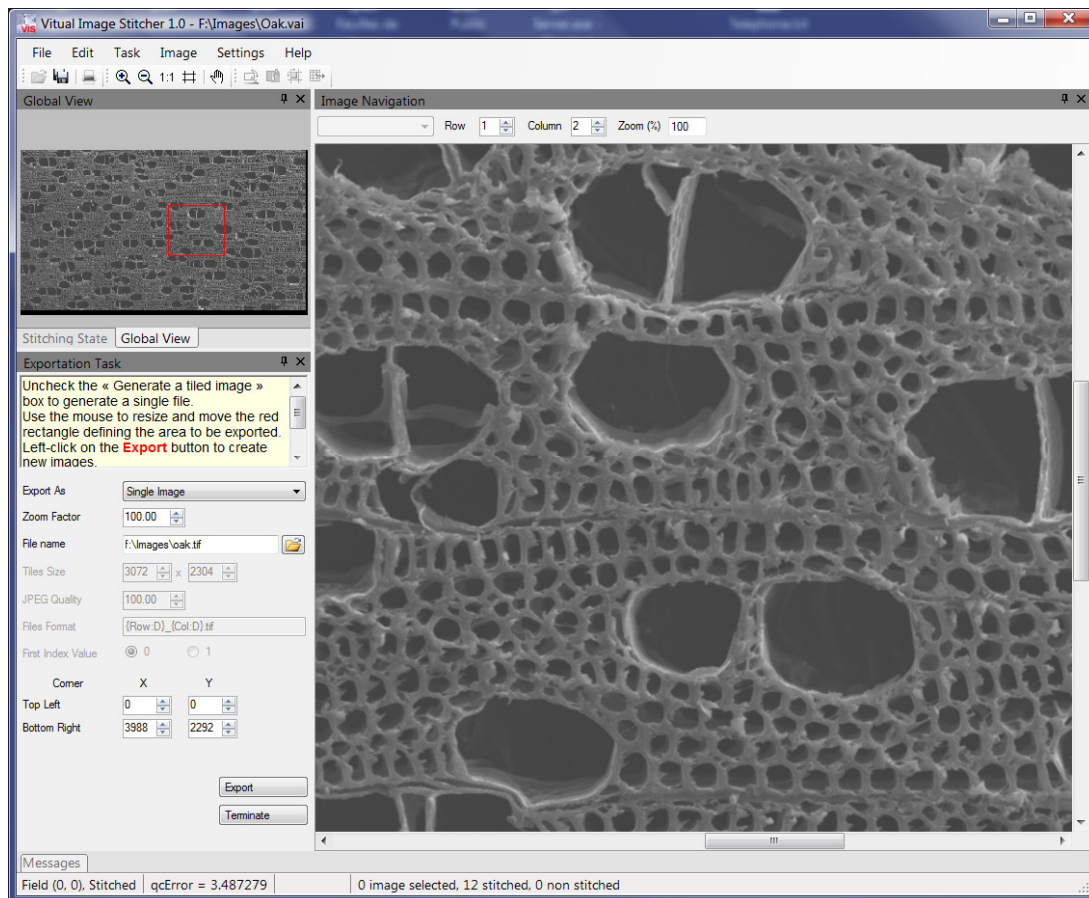 VIS Vitual Image Stitcher 1.0 - F:\Images\Oak.vai
File Edit Task Image Settings Help
1:1
Global View
Image Navigation
Row 1 Column 2 Zoom (%) 100
Stitching State Global View
Exportation Task
Uncheck the « Generate a tiled image »
box to generate a single file.
Use the mouse to resize and move the red
rectangle defining the area to be exported.
Left-click on the Export button to create
new images.
Export As Single Image
Zoom Factor 100.00
File name f:\Images\oak.tif
Tiles Size 3072 x 2304
JPEG Quality 100.00
Files Format {Row:D}_{Col:D}.tif
First Index Value 0 1
Corner X Y
Top Left 0 0
Bottom Right 3988 2292
Export
Terminate
Messages
Field (0, 0), Stitched qcError = 3.487279 0 image selected, 12 stitched, 0 non stitched